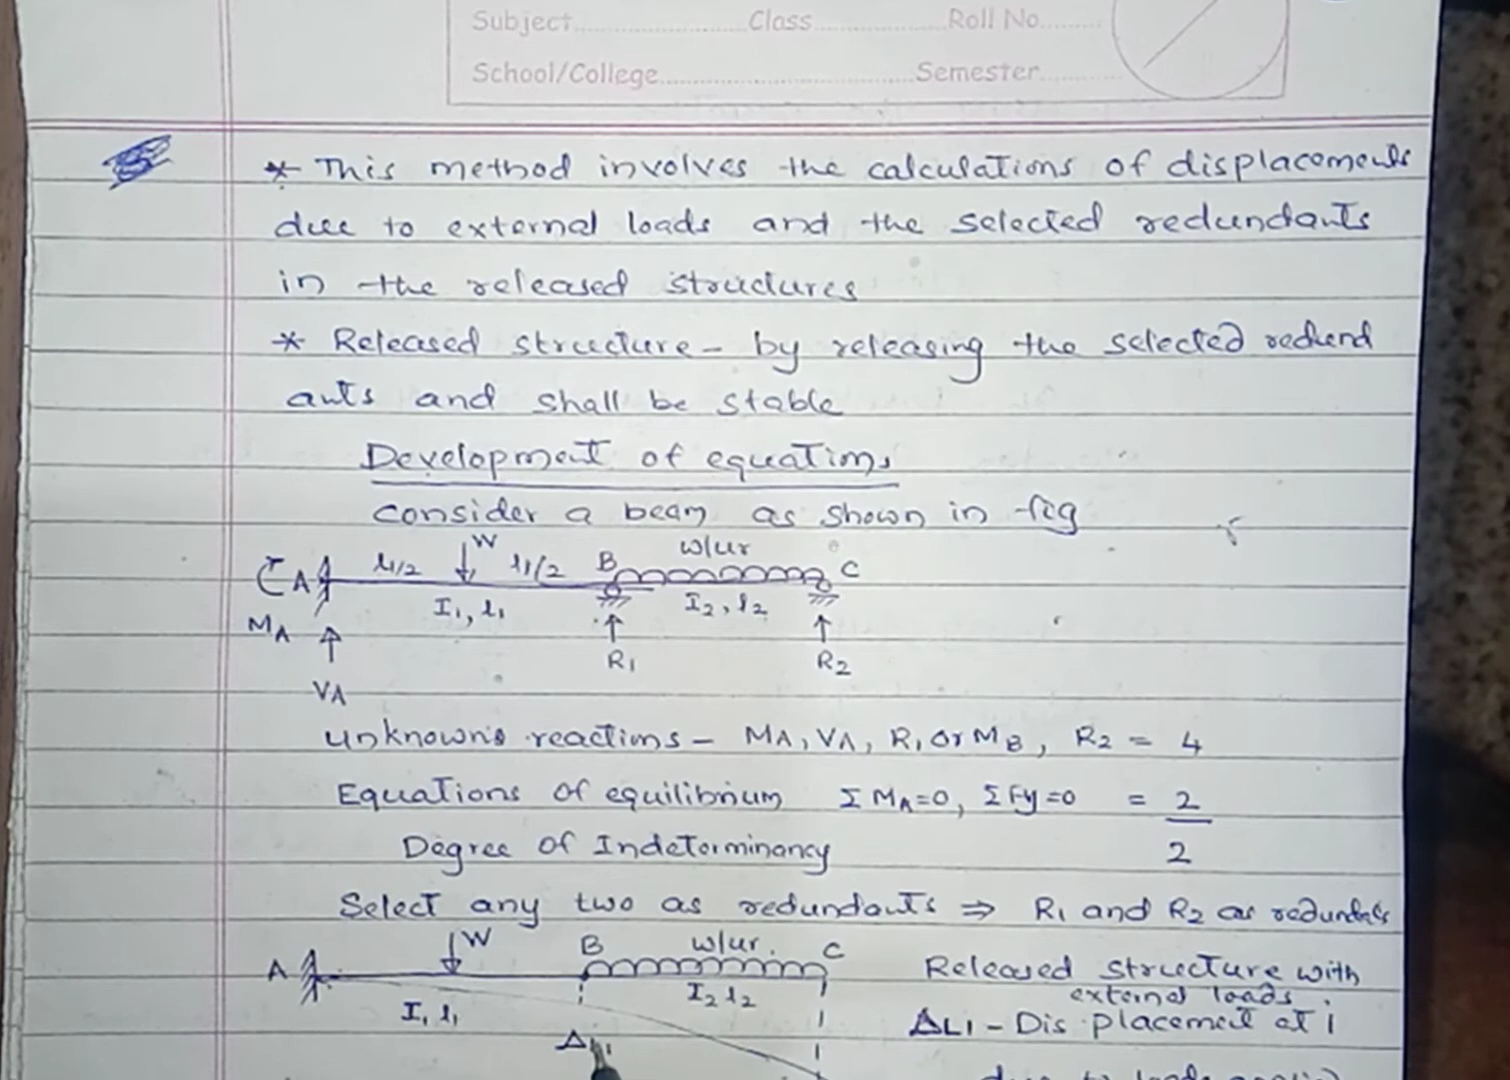 Subject..............Class..............Roll No.........
School/College..............Semester.........
* This method involves the calculations of displacements
due to external loads and the selected redundants
in the released structures
* Released structure - by releasing the selected redund
ants and shall be stable
Development of equations
consider a beam as shown in fig
A l1/2 W l1/2 B w/ur C
I1, l1 I2, l2
MA VA R1 R2
unknowns reactions - MA, VA, R1 or MB, R2 = 4
Equations of equilibrium ΣMA=0, ΣFy=0 = 2
Degree of Indeterminancy 2
Select any two as redundants ⇒ R1 and R2 as redundants
A W B w/ur. C Released structure with
external loads.
I1 l1 I2 l2
ΔL1 - Displacement at 1
ΔL1
due to loads